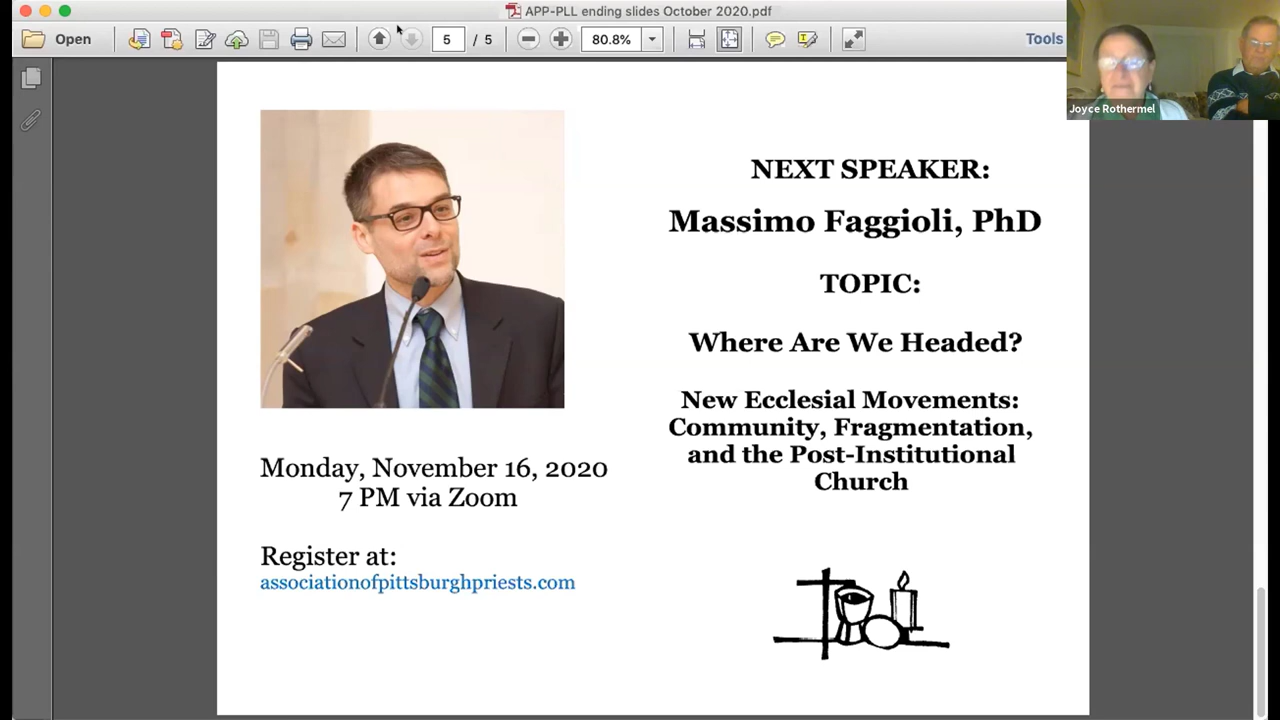 APP-PLL ending slides October 2020.pdf
Open
5 / 5
80.8%
Tools
Joyce Rothermel
NEXT SPEAKER:
Massimo Faggioli, PhD
TOPIC:
Where Are We Headed?
New Ecclesial Movements:
Community, Fragmentation,
and the Post-Institutional
Church
Monday, November 16, 2020
7 PM via Zoom
Register at:
associationofpittsburghpriests.com